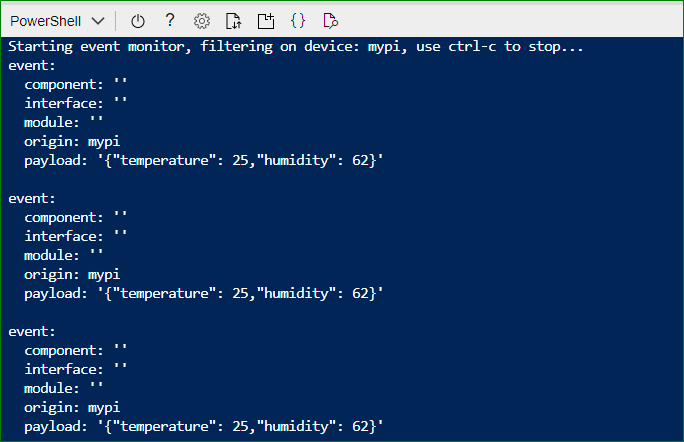 PowerShell
?
{}
Starting event monitor, filtering on device: mypi, use ctrl-c to stop...
event:
  component: ''
  interface: ''
  module: ''
  origin: mypi
  payload: '{"temperature": 25,"humidity": 62}'

event:
  component: ''
  interface: ''
  module: ''
  origin: mypi
  payload: '{"temperature": 25,"humidity": 62}'

event:
  component: ''
  interface: ''
  module: ''
  origin: mypi
  payload: '{"temperature": 25,"humidity": 62}'